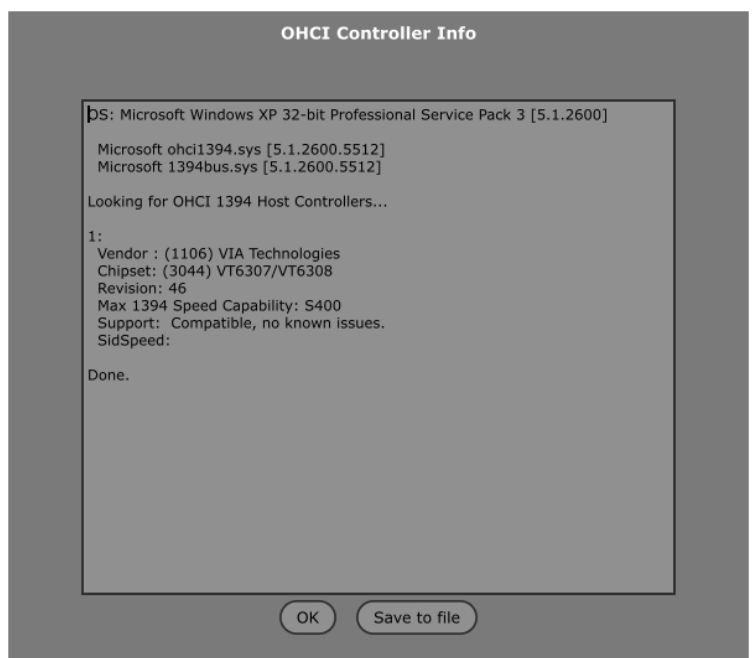 OHCI Controller Info
OS: Microsoft Windows XP 32-bit Professional Service Pack 3 [5.1.2600]
Microsoft ohci1394.sys [5.1.2600.5512]
Microsoft 1394bus.sys [5.1.2600.5512]
Looking for OHCI 1394 Host Controllers...
1:
Vendor : (1106) VIA Technologies
Chipset: (3044) VT6307/VT6308
Revision: 46
Max 1394 Speed Capability: S400
Support:  Compatible, no known issues.
SidSpeed:
Done.
OK
Save to file